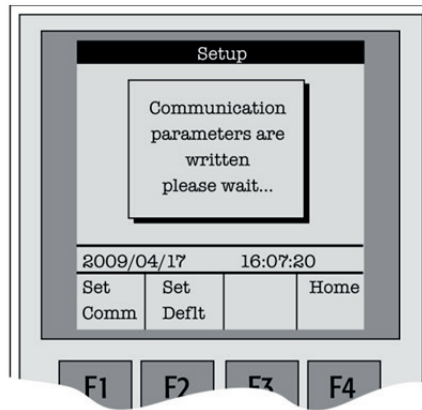 Setup
Communication
parameters are
written
please wait...
2009/04/17 16:07:20
Set Set Home
Comm Deflt
F1 F2 F3 F4